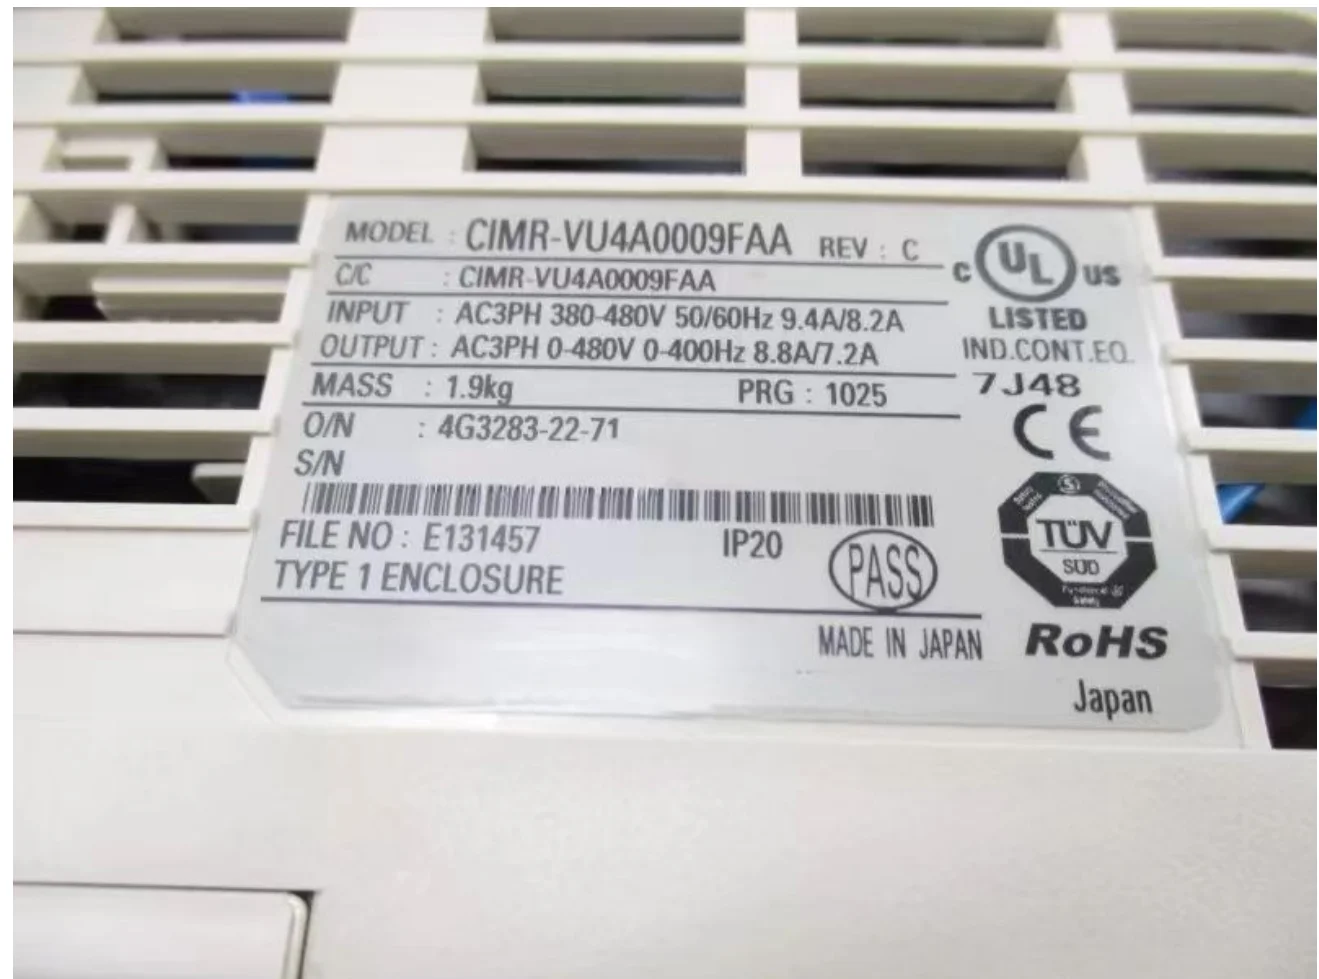 MODEL : CIMR-VU4A0009FAA REV : C
C/C : CIMR-VU4A0009FAA
INPUT : AC3PH 380-480V 50/60Hz 9.4A/8.2A
OUTPUT : AC3PH 0-480V 0-400Hz 8.8A/7.2A
MASS : 1.9kg PRG : 1025
O/N : 4G3283-22-71
S/N
FILE NO : E131457 IP20
TYPE 1 ENCLOSURE
PASS
MADE IN JAPAN
C UL US
LISTED
IND.CONT.EQ.
7J48
CE
TÜV
SÜD
RoHS
Japan